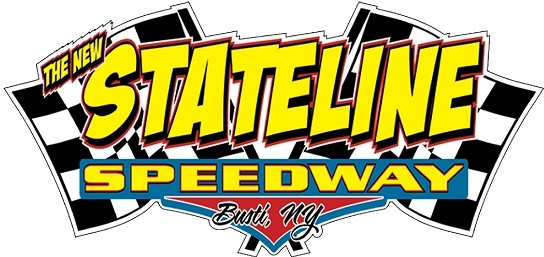 THE NEW
STATELINE
SPEEDWAY
Busti, NY